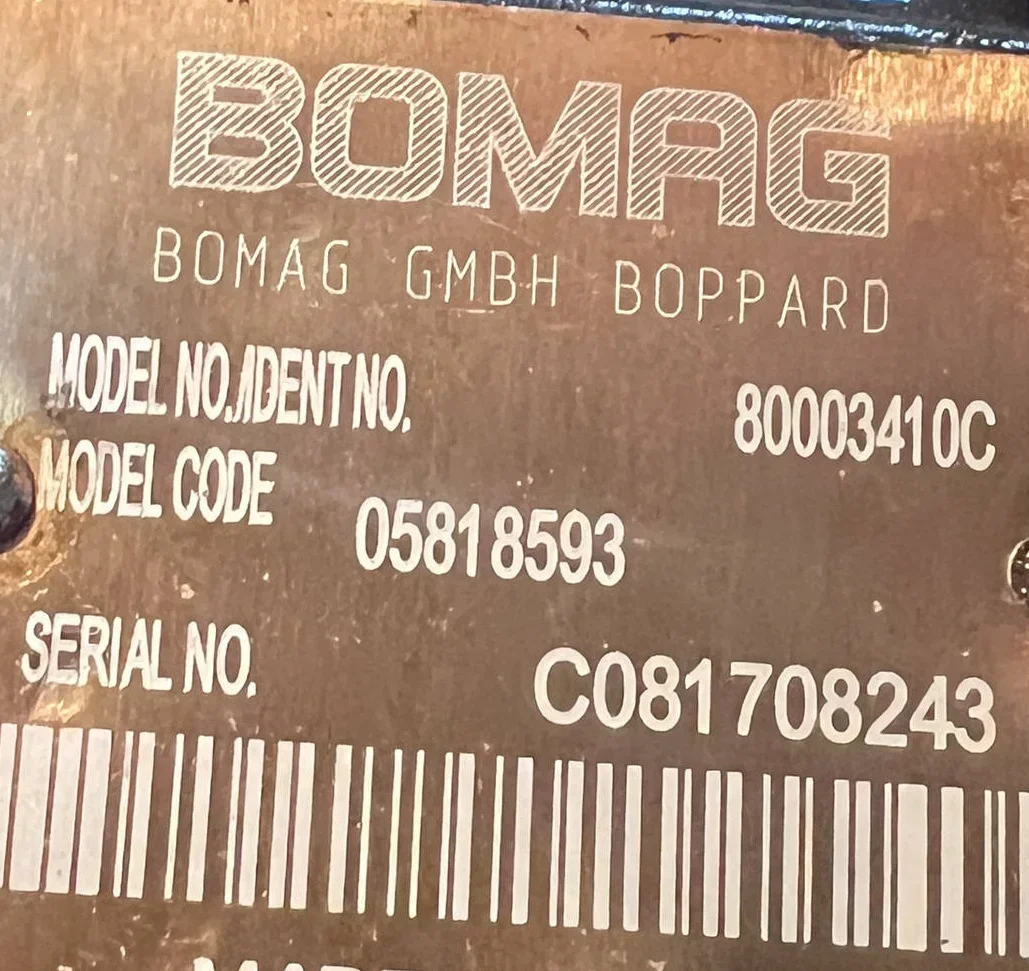 BOMAG
BOMAG GMBH BOPPARD
MODEL NO./IDENT NO. 80003410C
MODEL CODE 05818593
SERIAL NO. C081708243